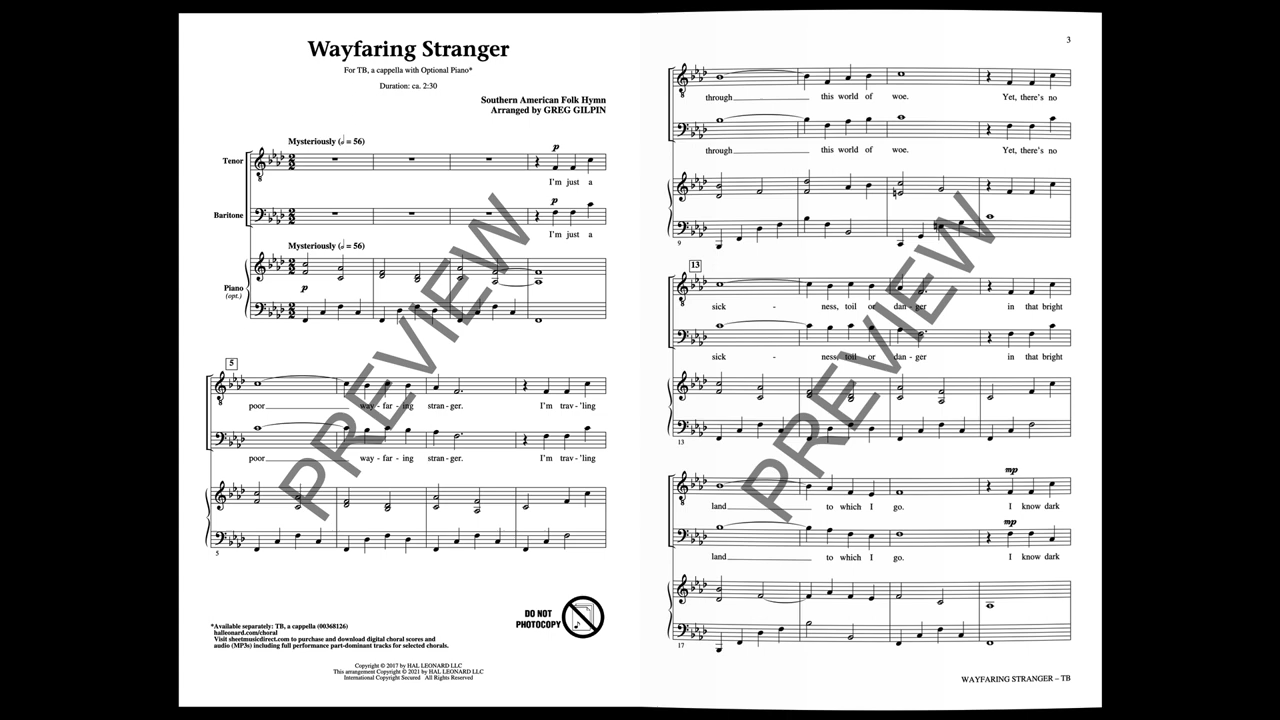 Wayfaring Stranger
For TB, a cappella with Optional Piano*
Duration: ca. 2:30
Southern American Folk Hymn
Arranged by GREG GILPIN
Mysteriously (𝅗𝅥 = 56)
Tenor
p
I'm just a
Baritone
p
I'm just a
Mysteriously (𝅗𝅥 = 56)
Piano
(opt.)
p
5
poor way - far - ing stran - ger. I'm trav - 'ling
poor way - far - ing stran - ger. I'm trav - 'ling
5
PREVIEW
*Available separately: TB, a cappella (00368126)
halleonard.com/choral
Visit sheetmusicdirect.com to purchase and download digital choral scores and
audio (MP3s) including full performance part-dominant tracks for selected chorals.
DO NOT
PHOTOCOPY
Copyright © 2017 by HAL LEONARD LLC
This arrangement Copyright © 2021 by HAL LEONARD LLC
International Copyright Secured All Rights Reserved
3
through this world of woe. Yet, there's no
through this world of woe. Yet, there's no
9
13
sick - ness, toil or dan - ger in that bright
sick - ness, toil or dan - ger in that bright
13
PREVIEW
mp
land to which I go. I know dark
mp
land to which I go. I know dark
17
WAYFARING STRANGER – TB